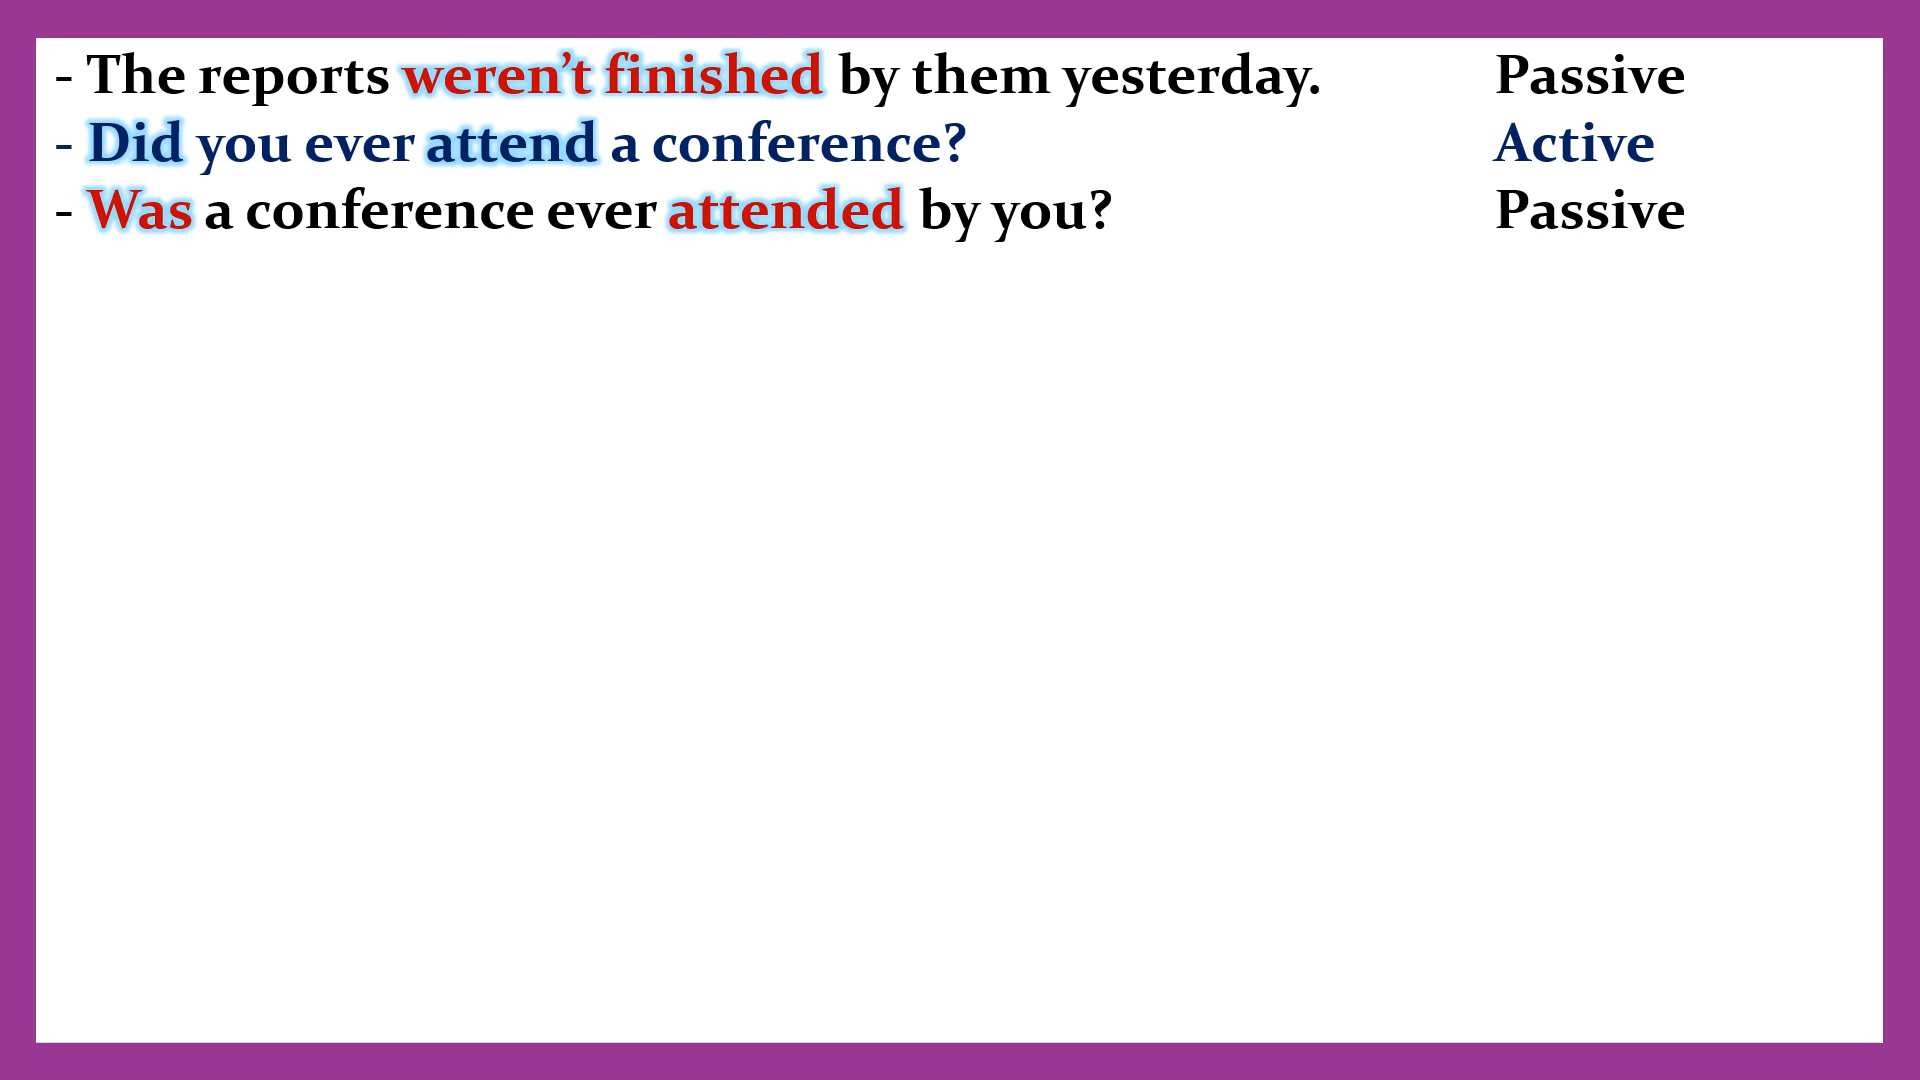 - The reports weren’t finished by them yesterday. Passive
- Did you ever attend a conference? Active
- Was a conference ever attended by you? Passive